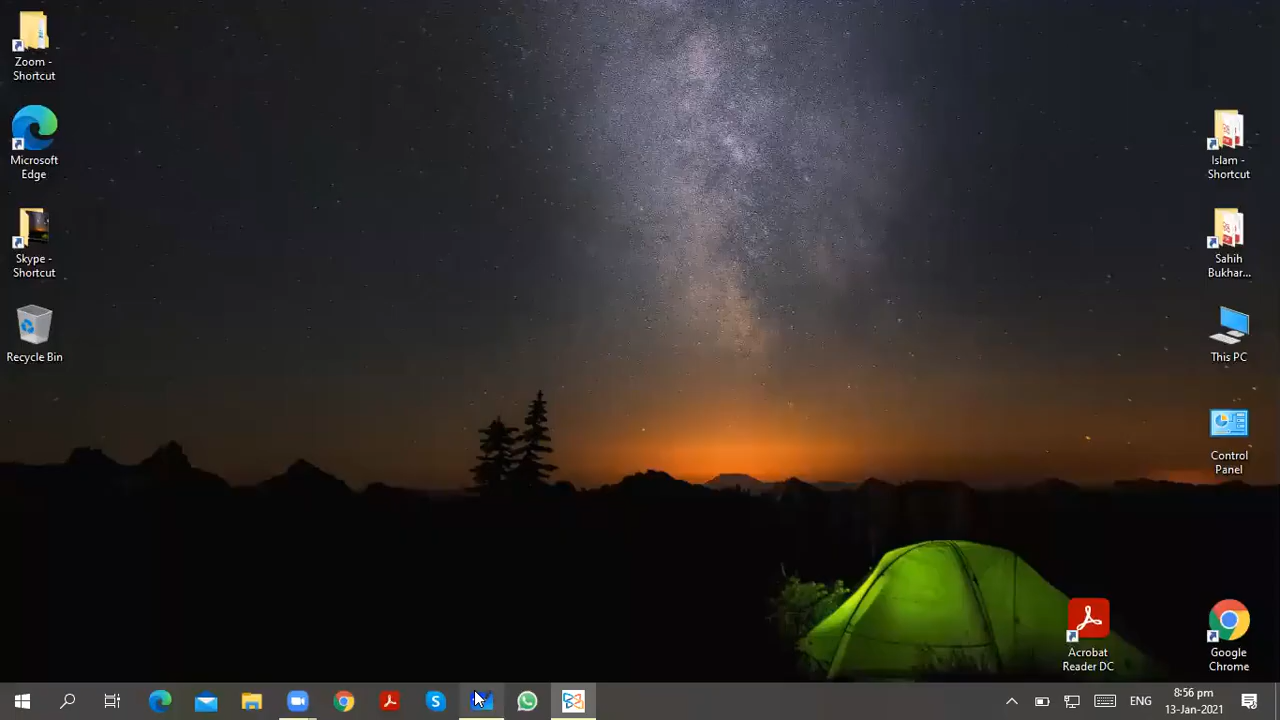 Zoom -
Shortcut
Microsoft
Edge
Skype -
Shortcut
Recycle Bin
Islam -
Shortcut
Sahih
Bukhar...
This PC
Control
Panel
Acrobat
Reader DC
Google
Chrome
ENG
8:56 pm
13-Jan-2021